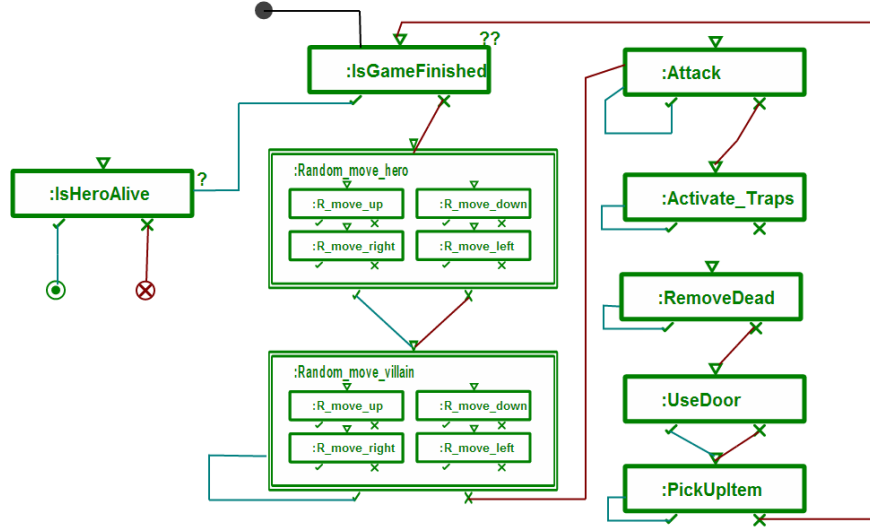 :IsGameFinished
??
:IsHeroAlive
?
:Random_move_hero
:R_move_up
:R_move_down
:R_move_right
:R_move_left
:Random_move_villain
:R_move_up
:R_move_down
:R_move_right
:R_move_left
:Attack
:Activate_Traps
:RemoveDead
:UseDoor
:PickUpItem